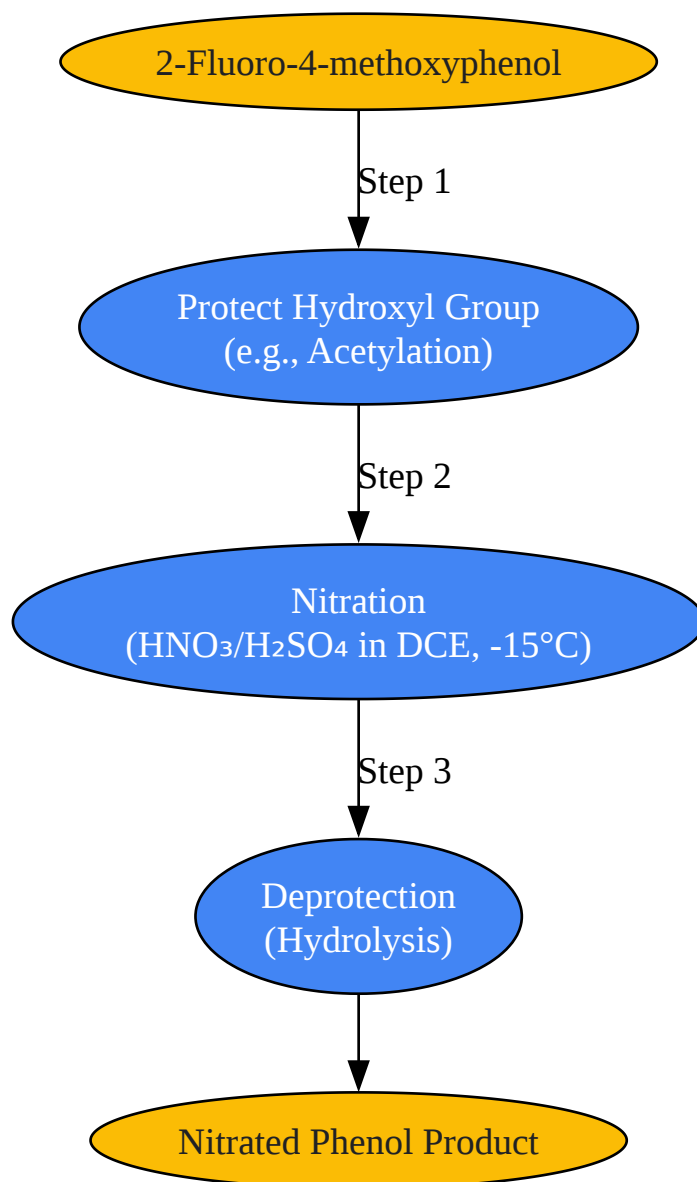 2-Fluoro-4-methoxyphenol
Step 1
Protect Hydroxyl Group
(e.g., Acetylation)
Step 2
Nitration
(HNO₃/H₂SO₄ in DCE, -15°C)
Step 3
Deprotection
(Hydrolysis)
Nitrated Phenol Product